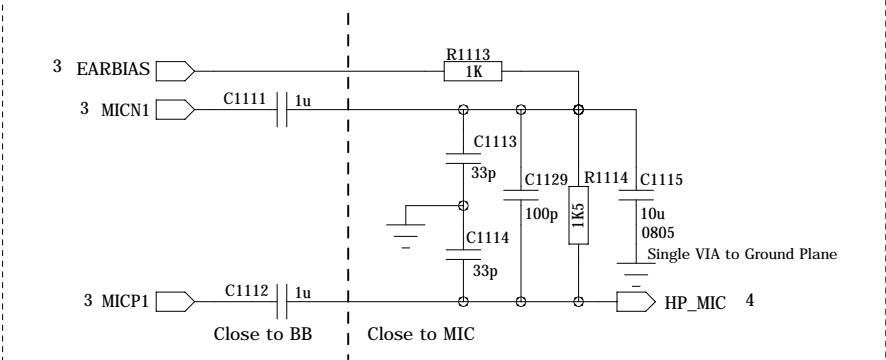 R1113
3 EARBIAS 1K
3 MICN1 C1111 1u
C1113
33p
C1129 R1114 C1115
100p 1K5 10u
0805
C1114
33p
Single VIA to Ground Plane
3 MICP1 C1112 1u HP_MIC 4
Close to BB Close to MIC